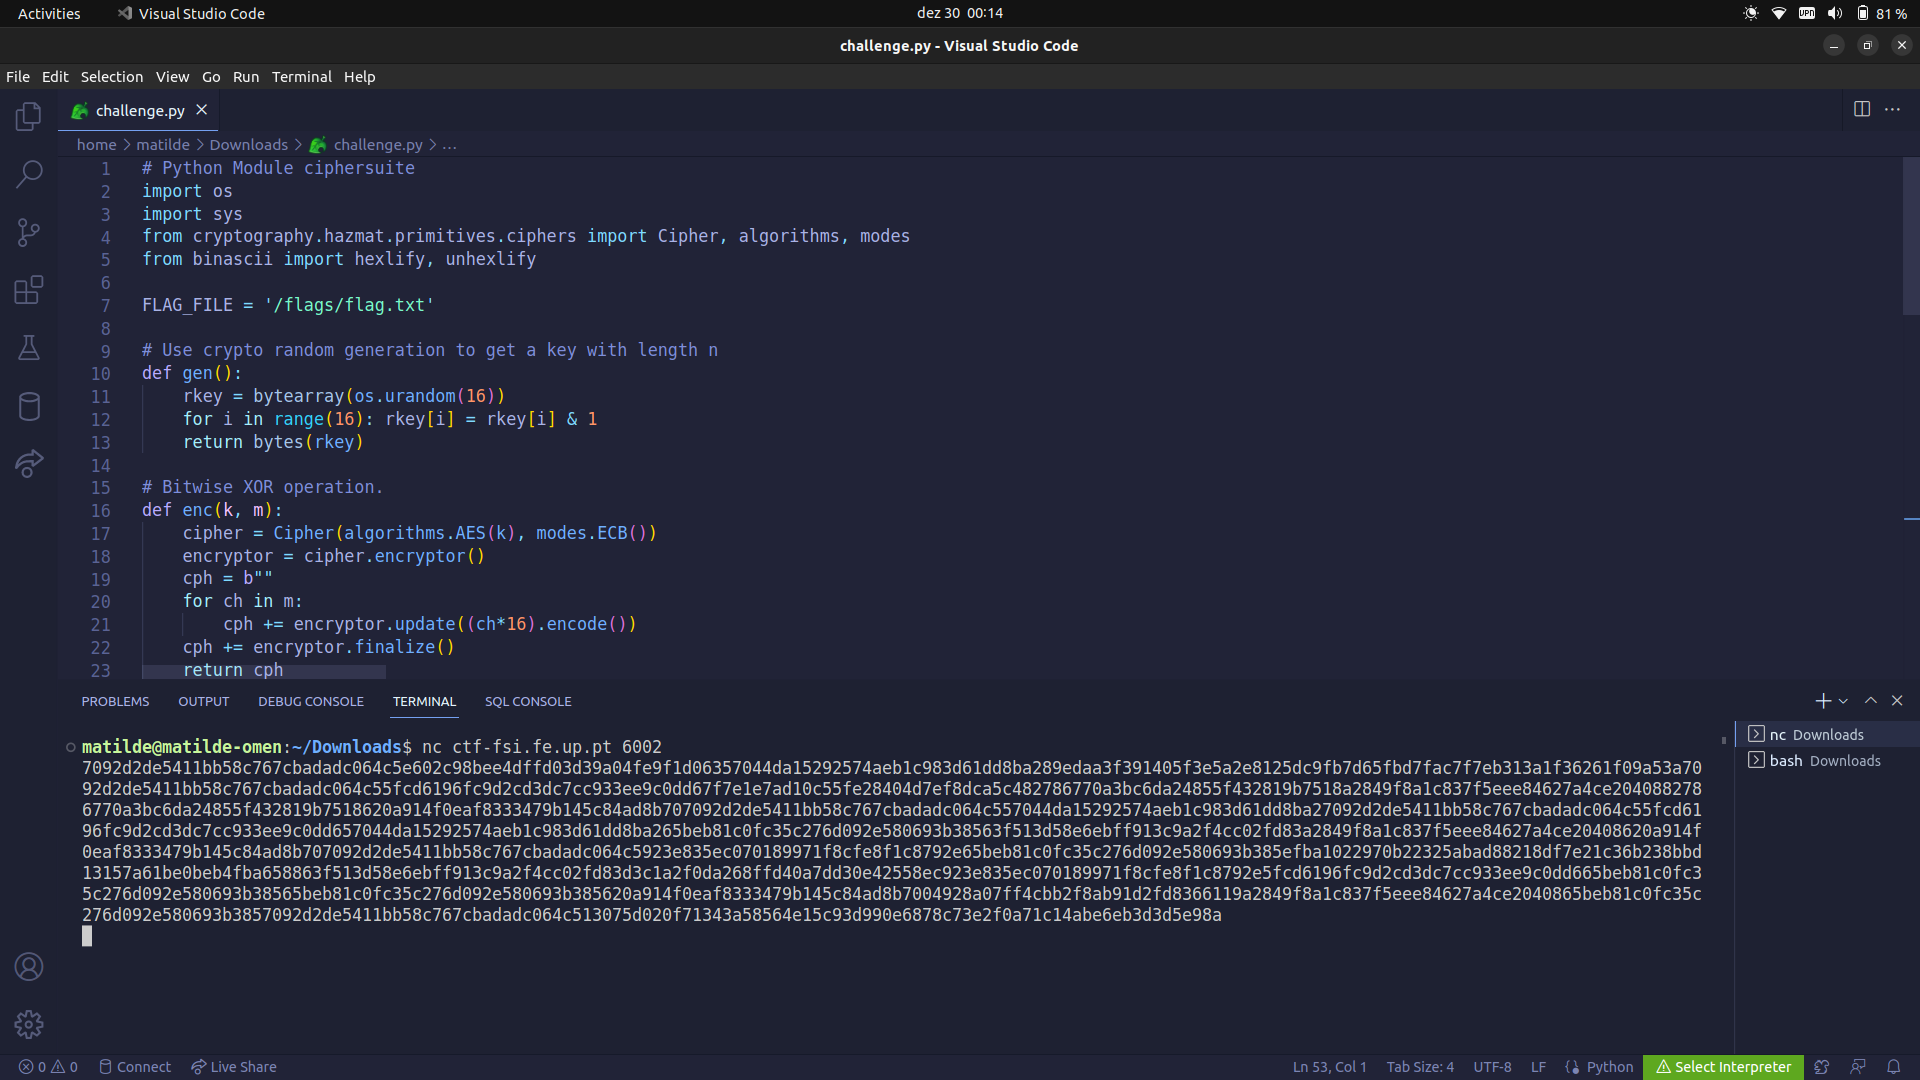 Activities Visual Studio Code dez 30 00:14 VPN 81 %
challenge.py - Visual Studio Code
File Edit Selection View Go Run Terminal Help
challenge.py
home > matilde > Downloads > challenge.py > ...
1 # Python Module ciphersuite
2 import os
3 import sys
4 from cryptography.hazmat.primitives.ciphers import Cipher, algorithms, modes
5 from binascii import hexlify, unhexlify
6
7 FLAG_FILE = '/flags/flag.txt'
8
9 # Use crypto random generation to get a key with length n
10 def gen():
11     rkey = bytearray(os.urandom(16))
12     for i in range(16): rkey[i] = rkey[i] & 1
13     return bytes(rkey)
14
15 # Bitwise XOR operation.
16 def enc(k, m):
17     cipher = Cipher(algorithms.AES(k), modes.ECB())
18     encryptor = cipher.encryptor()
19     cph = b""
20     for ch in m:
21         cph += encryptor.update((ch*16).encode())
22     cph += encryptor.finalize()
23     return cph
PROBLEMS OUTPUT DEBUG CONSOLE TERMINAL SQL CONSOLE
matilde@matilde-omen:~/Downloads$ nc ctf-fsi.fe.up.pt 6002
7092d2de5411bb58c767cbadadc064c5e602c98bee4dffd03d39a04fe9f1d06357044da15292574aeb1c983d61dd8ba289edaa3f391405f3e5a2e8125dc9fb7d65fbd7fac7f7eb313a1f36261f09a53a70
92d2de5411bb58c767cbadadc064c55fcd6196fc9d2cd3dc7cc933ee9c0dd67f7e1e7ad10c55fe28404d7ef8dca5c482786770a3bc6da24855f432819b7518a2849f8a1c837f5eee84627a4ce204088278
6770a3bc6da24855f432819b7518620a914f0eaf8333479b145c84ad8b707092d2de5411bb58c767cbadadc064c557044da15292574aeb1c983d61dd8ba27092d2de5411bb58c767cbadadc064c55fcd61
96fc9d2cd3dc7cc933ee9c0dd657044da15292574aeb1c983d61dd8ba265beb81c0fc35c276d092e580693b38563f513d58e6ebff913c9a2f4cc02fd83a2849f8a1c837f5eee84627a4ce20408620a914f
0eaf8333479b145c84ad8b707092d2de5411bb58c767cbadadc064c5923e835ec070189971f8cfe8f1c8792e65beb81c0fc35c276d092e580693b385efba1022970b22325abad88218df7e21c36b238bbd
13157a61be0beb4fba658863f513d58e6ebff913c9a2f4cc02fd83d3c1a2f0da268ffd40a7dd30e42558ec923e835ec070189971f8cfe8f1c8792e5fcd6196fc9d2cd3dc7cc933ee9c0dd665beb81c0fc3
5c276d092e580693b38565beb81c0fc35c276d092e580693b385620a914f0eaf8333479b145c84ad8b7004928a07ff4cbb2f8ab91d2fd8366119a2849f8a1c837f5eee84627a4ce2040865beb81c0fc35c
276d092e580693b3857092d2de5411bb58c767cbadadc064c513075d020f71343a58564e15c93d990e6878c73e2f0a71c14abe6eb3d3d5e98a
nc Downloads
bash Downloads
0 0 Connect Live Share Ln 53, Col 1 Tab Size: 4 UTF-8 LF Python Select Interpreter